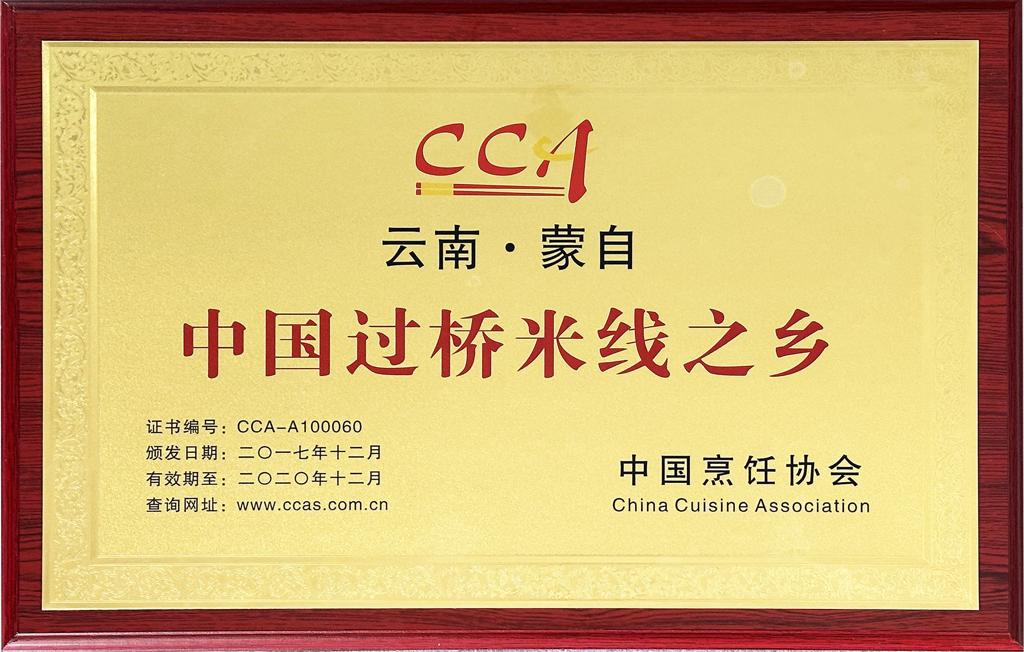 CCA
云南·蒙自
中国过桥米线之乡
证书编号：CCA-A100060
颁发日期：二〇一七年十二月
有效期至：二〇二〇年十二月
查询网址：www.ccas.com.cn
中国烹饪协会
China Cuisine Association